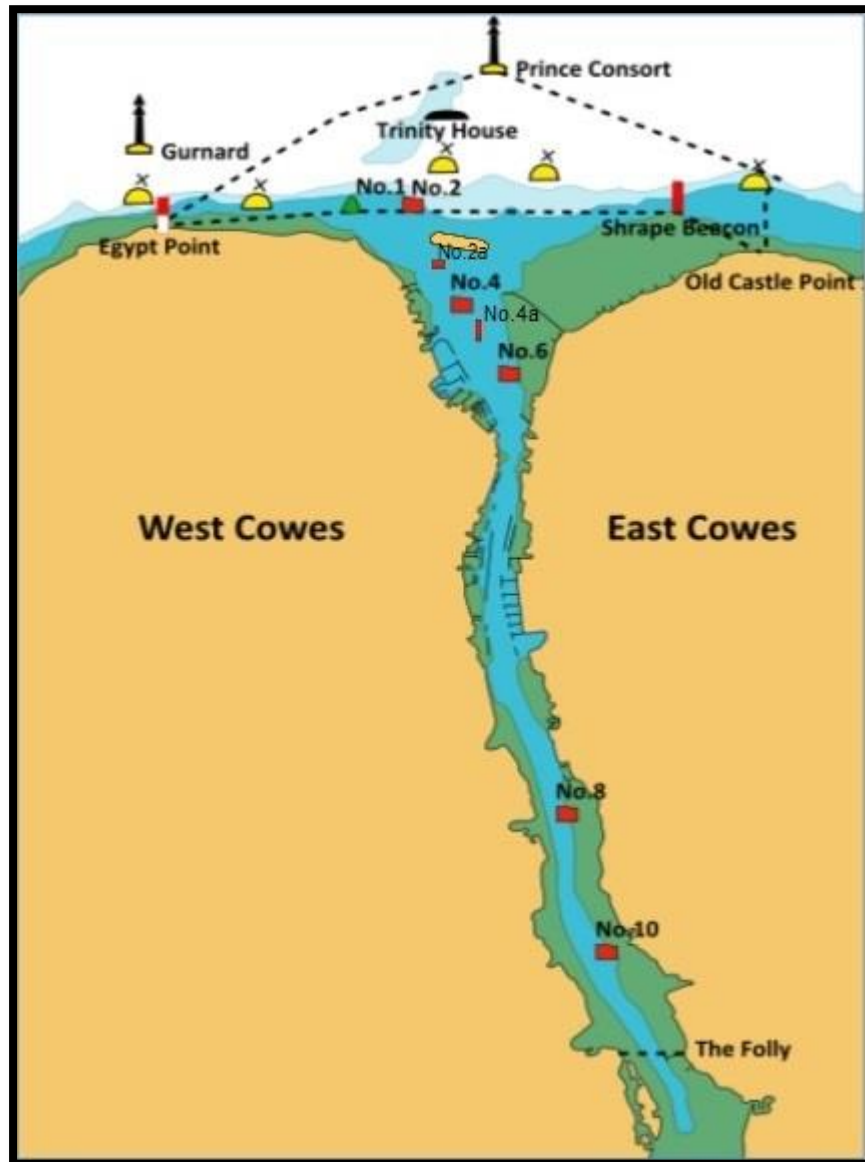 Prince Consort
Trinity House
Gurnard
No.1 No.2
Egypt Point
Shrape Beacon
No.2a
No.4
Old Castle Point
No.4a
No.6
West Cowes
East Cowes
No.8
No.10
The Folly